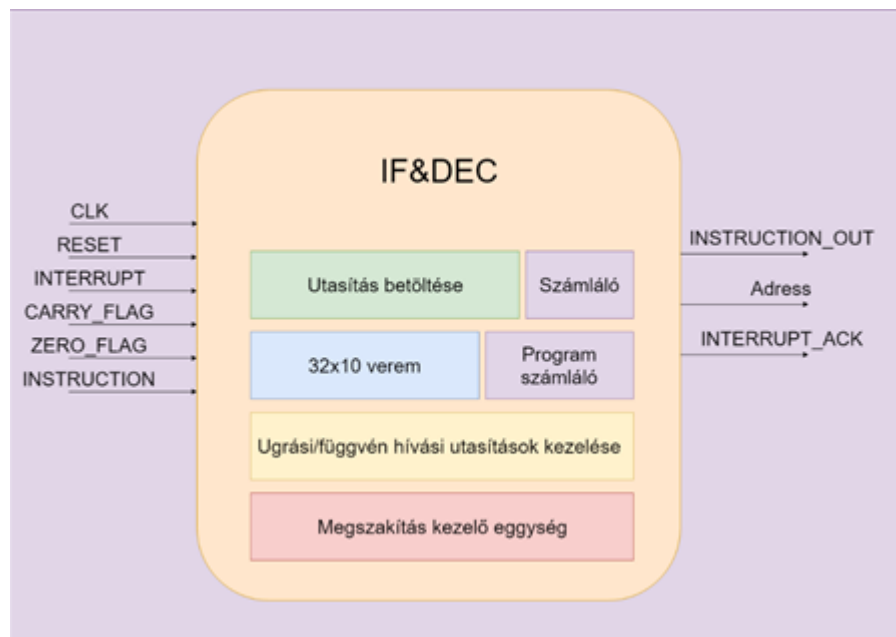 IF&DEC
CLK
RESET
INTERRUPT
CARRY_FLAG
ZERO_FLAG
INSTRUCTION
Utasítás betöltése
Számláló
32x10 verem
Program
számláló
Ugrási/függvén hívási utasítások kezelése
Megszakítás kezelő eggység
INSTRUCTION_OUT
Adress
INTERRUPT_ACK